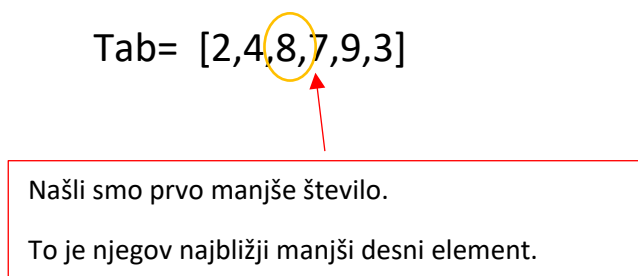 Tab= [2,4,8,7,9,3]
Našli smo prvo manjše število.
To je njegov najbližji manjši desni element.